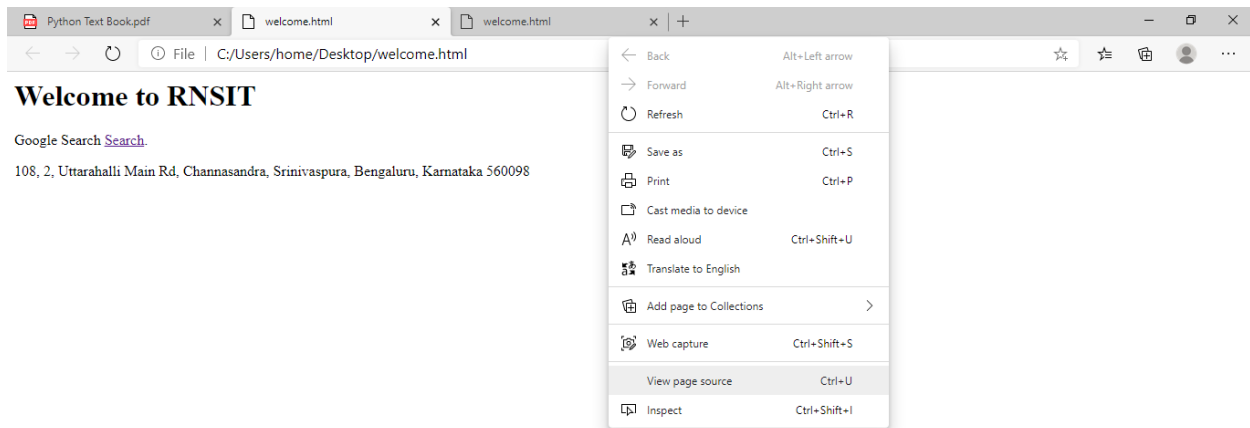 Python Text Book.pdf
welcome.html
welcome.html
File C:/Users/home/Desktop/welcome.html
Welcome to RNSIT
Google Search Search.
108, 2, Uttarahalli Main Rd, Channasandra, Srinivaspura, Bengaluru, Karnataka 560098
Back Alt+Left arrow
Forward Alt+Right arrow
Refresh Ctrl+R
Save as Ctrl+S
Print Ctrl+P
Cast media to device
Read aloud Ctrl+Shift+U
Translate to English
Add page to Collections
Web capture Ctrl+Shift+S
View page source Ctrl+U
Inspect Ctrl+Shift+I